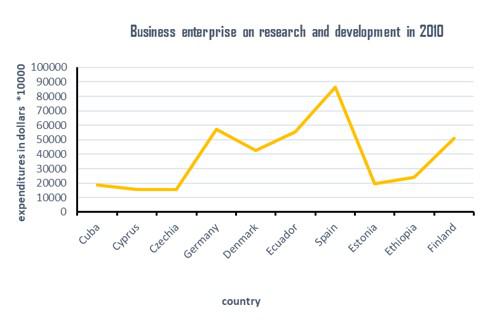 Business enterprise on research and development in 2010
expenditures in dollars *10000
100000
90000
80000
70000
60000
50000
40000
30000
20000
10000
0
Cuba
Cyprus
Czechia
Germany
Denmark
Ecuador
Spain
Estonia
Ethiopia
Finland
country